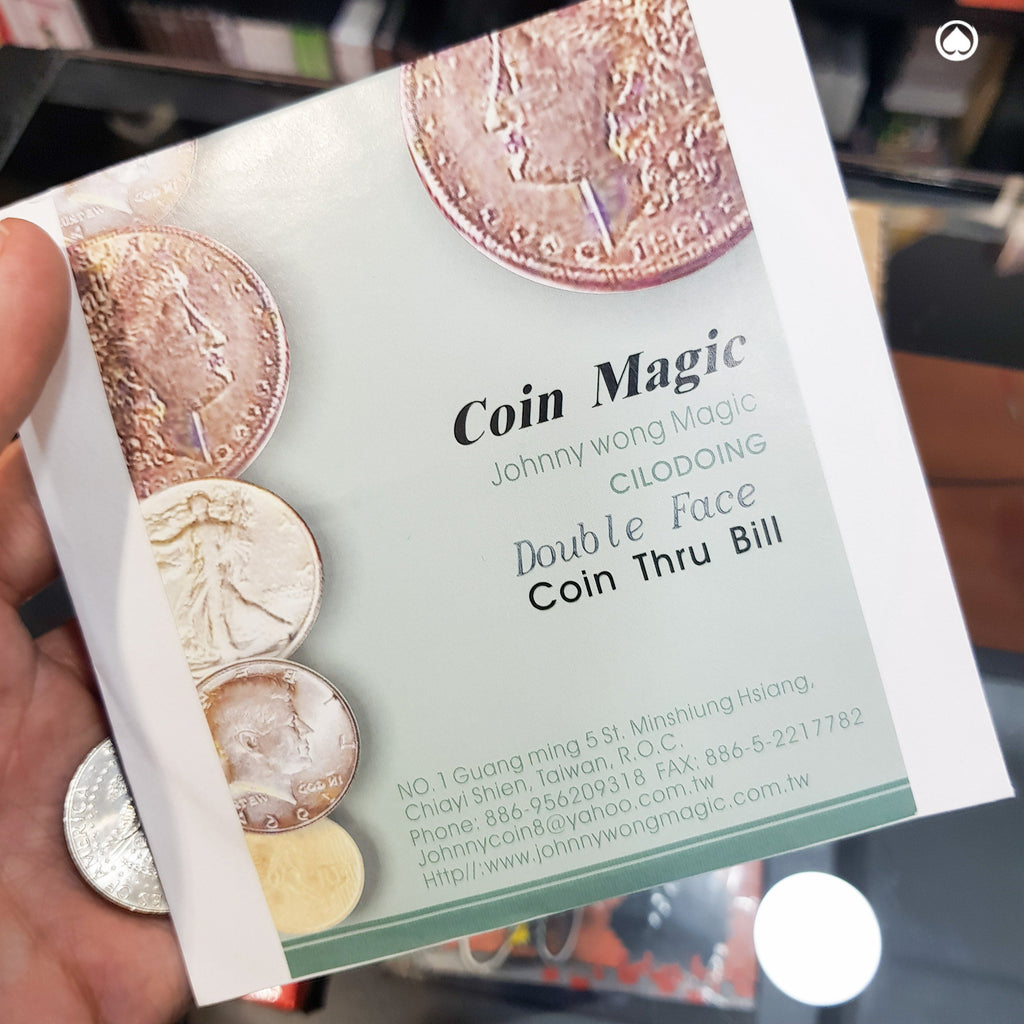 Coin Magic
Johnny wong Magic
CILODOING
Double Face
Coin Thru Bill
NO. 1 Guang ming 5 St. Minshiung Hsiang,
Chiayi Shien, Taiwan, R.O.C.
Phone: 886-956209318 FAX: 886-5-2217782
Johnnycoin8@yahoo.com.tw
Http//:www.johnnywongmagic.com.tw